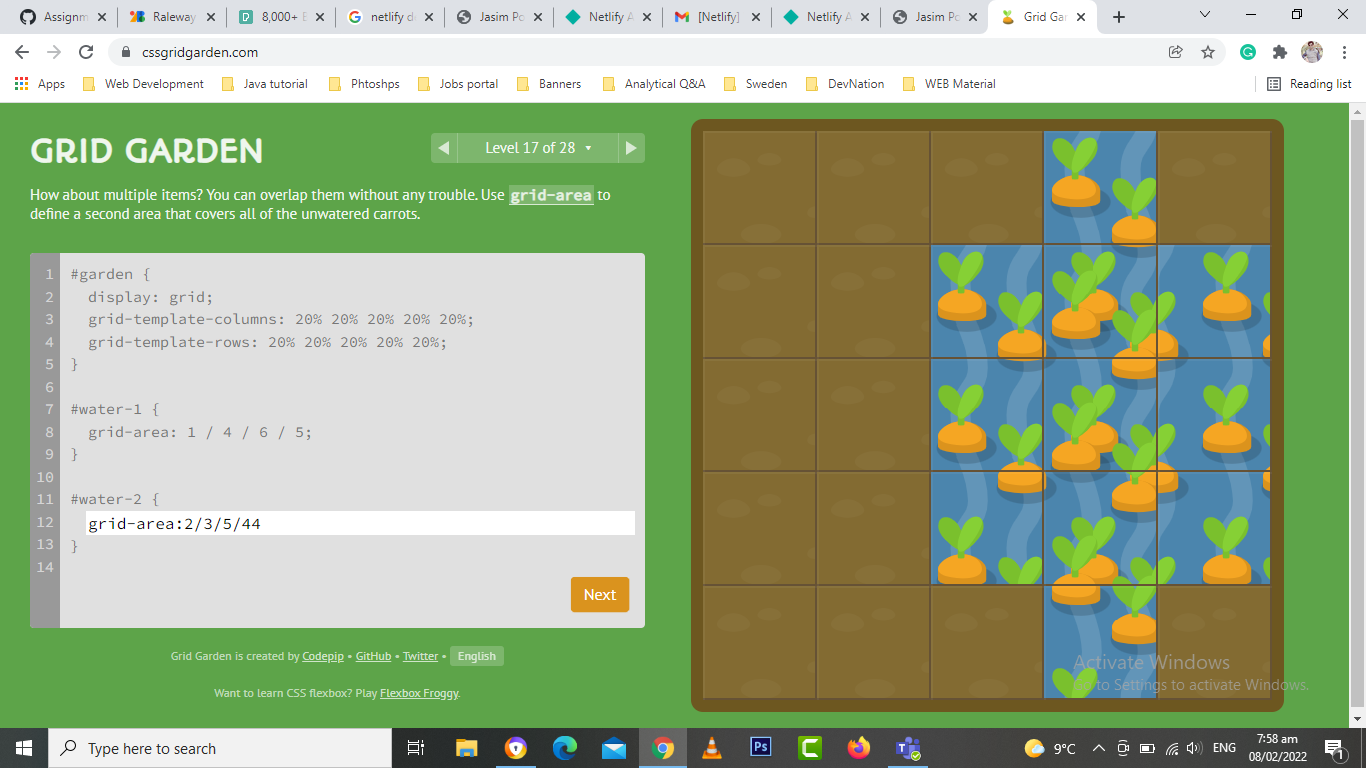 Assignm
Raleway
8,000+ E
netlify d
Jasim Po
Netlify A
[Netlify]
Netlify A
Jasim Po
Grid Gar
cssgridgarden.com
Apps
Web Development
Java tutorial
Phtoshps
Jobs portal
Banners
Analytical Q&A
Sweden
DevNation
WEB Material
Reading list
GRID GARDEN
Level 17 of 28
How about multiple items? You can overlap them without any trouble. Use grid-area to
define a second area that covers all of the unwatered carrots.
1 #garden {
2 display: grid;
3 grid-template-columns: 20% 20% 20% 20% 20%;
4 grid-template-rows: 20% 20% 20% 20% 20%;
5 }
6
7 #water-1 {
8 grid-area: 1 / 4 / 6 / 5;
9 }
10
11 #water-2 {
12 grid-area:2/3/5/44
13 }
14
Next
Grid Garden is created by Codepip • GitHub • Twitter • English
Want to learn CSS flexbox? Play Flexbox Froggy.
Activate Windows
to Settings to activate Windows.
Type here to search
Ps
9°C
ENG
7:58 am
08/02/2022
1